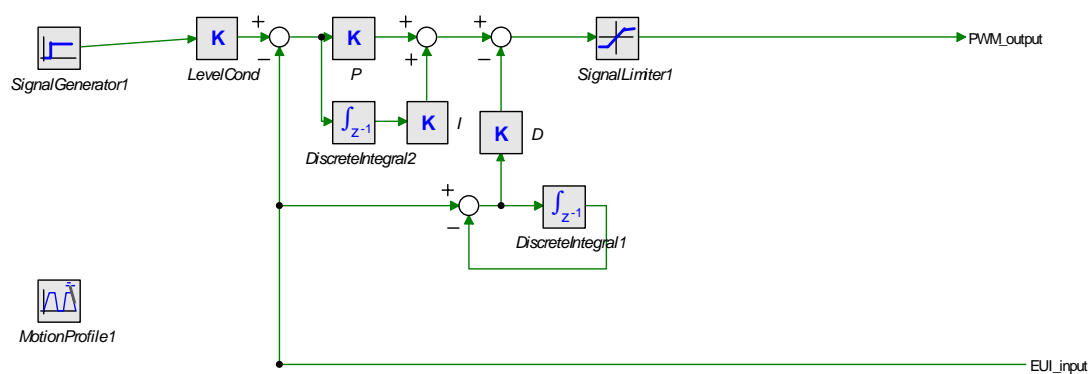 +
+
+
K
K
PWM_output
−
+
−
SignalGenerator1
LevelCond
P
SignalLimiter1
∫z-1
K
I
K
D
DiscreteIntegral2
+
∫z-1
−
DiscreteIntegral1
MotionProfile1
EUI_input